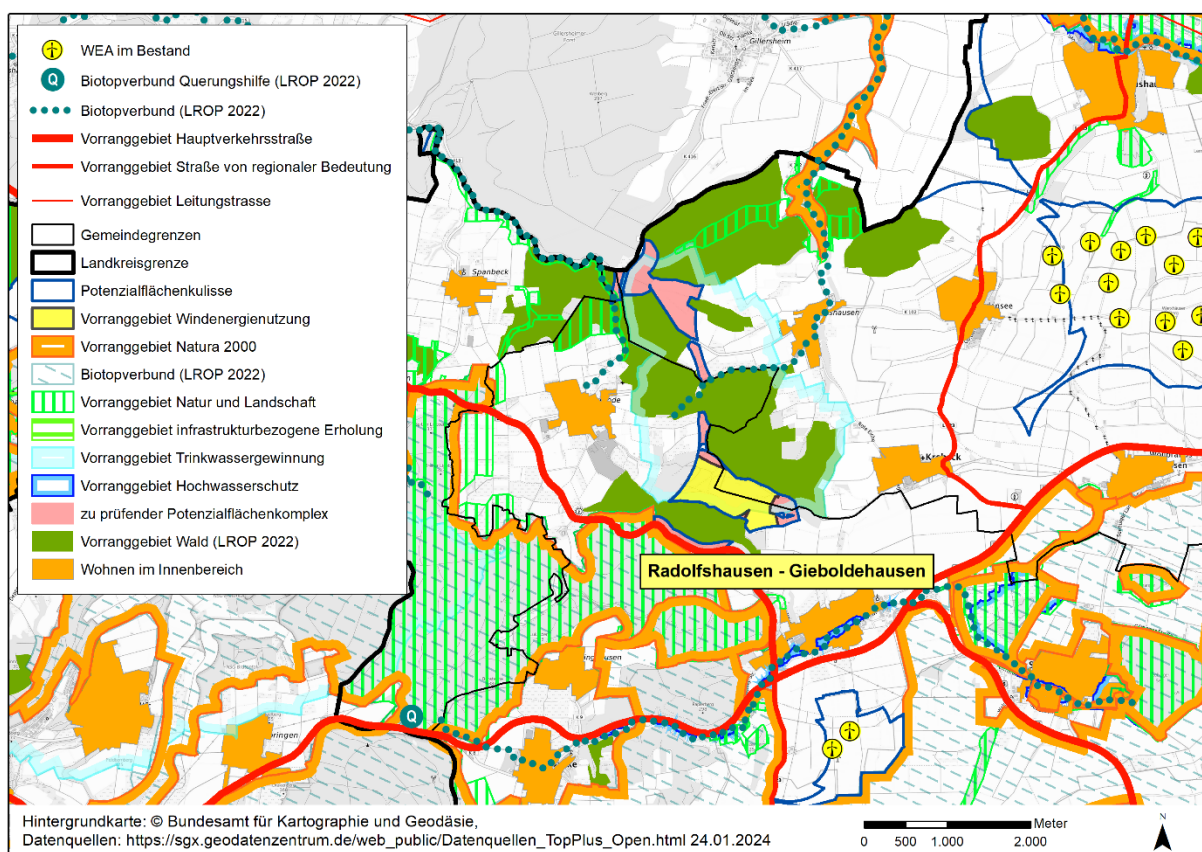 WEA im Bestand
Q
Biotopverbund Querungshilfe (LROP 2022)
Biotopverbund (LROP 2022)
Vorranggebiet Hauptverkehrsstraße
Vorranggebiet Straße von regionaler Bedeutung
Vorranggebiet Leitungstrasse
Gemeindegrenzen
Landkreisgrenze
Potenzialflächenkulisse
Vorranggebiet Windenergienutzung
Vorranggebiet Natura 2000
Biotopverbund (LROP 2022)
Vorranggebiet Natur und Landschaft
Vorranggebiet infrastrukturbezogene Erholung
Vorranggebiet Trinkwassergewinnung
Vorranggebiet Hochwasserschutz
zu prüfender Potenzialflächenkomplex
Vorranggebiet Wald (LROP 2022)
Wohnen im Innenbereich
Gillersheim
Spanbeck
Radolfshausen - Gieboldehausen
Q
Hintergrundkarte: © Bundesamt für Kartographie und Geodäsie,
Datenquellen: https://sgx.geodatenzentrum.de/web_public/Datenquellen_TopPlus_Open.html 24.01.2024
Meter
0 500 1.000 2.000
N